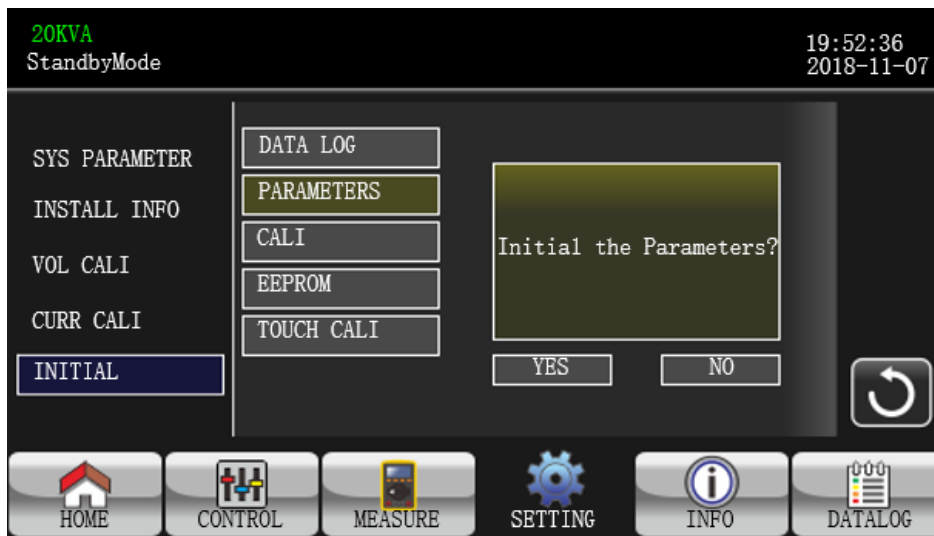 20KVA
StandbyMode
19:52:36
2018-11-07
SYS PARAMETER
INSTALL INFO
VOL CALI
CURR CALI
INITIAL
DATA LOG
PARAMETERS
CALI
EEPROM
TOUCH CALI
Initial the Parameters?
YES
NO
HOME
CONTROL
MEASURE
SETTING
INFO
DATALOG